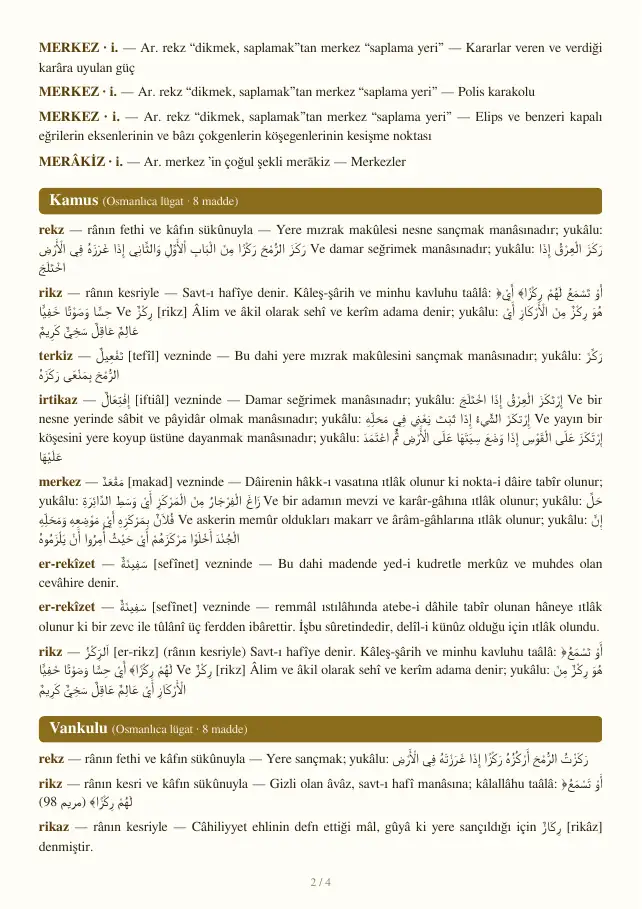 MERKEZ · i. — Ar. rekz “dikmek, saplamak”tan merkez “saplama yeri” — Kararlar veren ve verdiği
karâra uyulan güç
MERKEZ · i. — Ar. rekz “dikmek, saplamak”tan merkez “saplama yeri” — Polis karakolu
MERKEZ · i. — Ar. rekz “dikmek, saplamak”tan merkez “saplama yeri” — Elips ve benzeri kapalı
eğrilerin eksenlerinin ve bâzı çokgenlerin köşegenlerinin kesişme noktası
MERÂKİZ · i. — Ar. merkez ’in çoğul şekli merākiz — Merkezler
Kamus (Osmanlıca lügat · 8 madde)
rekz — rânın fethi ve kâfın sükûnuyla — Yere mızrak makûlesi nesne sançmak manâsınadır; yukâlu:
رَكَزَ الرُّمْحَ رَكْزًا مِنَ الْبَابِ الْأَوَّلِ وَالثَّانِي إِذَا غَرَزَهُ فِي الْأَرْضِ Ve damar seğrimek manâsınadır; yukâlu: رَكَزَ الْعِرْقُ إِذَا
اخْتَلَجَ
rikz — rânın kesriyle — Savt-ı hafîye denir. Kâleş-şârih ve minhu kavluhu taâlâ: ﴿أَوْ تَسْمَعُ لَهُمْ رِكْزًا﴾ أَيْ
حِسًّا وَصَوْتًا خَفِيًّا Ve رِكْزٌ [rikz] Âlim ve âkil olarak sehî ve kerîm adama denir; yukâlu: هُوَ رِكْزٌ مِنَ الْأَرْكَازِ أَيْ
عَالِمٌ عَاقِلٌ سَخِيٌّ كَرِيمٌ
terkiz — تَفْعِيلٌ [tefîl] vezninde — Bu dahi yere mızrak makûlesini sançmak manâsınadır; yukâlu: رَكَّزَ
الرُّمْحَ بِمَنْعَى رَكَزَهُ
irtikaz — إِفْتِعَالٌ [iftiâl] vezninde — Damar seğrimek manâsınadır; yukâlu: إِرْتَكَزَ الْعِرْقُ إِذَا اخْتَلَجَ Ve bir
nesne yerinde sâbit ve pâyidâr olmak manâsınadır; yukâlu: إِرْتَكَزَ الشَّيْءُ إِذَا ثَبَتَ يَعْنِي فِي مَحَلِّهِ Ve yayın bir
köşesini yere koyup üstüne dayanmak manâsınadır; yukâlu: إِرْتَكَزَ عَلَى الْقَوْسِ إِذَا وَضَعَ سِيَتَهَا عَلَى الْأَرْضِ ثُمَّ اعْتَمَدَ
عَلَيْهَا
merkez — مَقْعَدٌ [makad] vezninde — Dâirenin hâkk-ı vasatına ıtlâk olunur ki nokta-i dâire tabîr olunur;
yukâlu: زَاغَ الْفِرْجَارُ مِنَ الْمَرْكَزِ أَيْ وَسَطِ الدَّائِرَةِ Ve bir adamın mevzi ve karâr-gâhına ıtlâk olunur; yukâlu: حَلَّ
فُلَانٌ بِمَرْكَزِهِ أَيْ مَوْضِعِهِ وَمَحَلِّهِ Ve askerin memûr oldukları makarr ve ârâm-gâhlarına ıtlâk olunur; yukâlu: إِنَّ
الْجُنْدَ أَخْلَوْا مَرْكَزَهُمْ أَيْ حَيْثُ أُمِرُوا أَنْ يَلْزَمُوهُ
er-rekîzet — سَفِينَةٌ [sefînet] vezninde — Bu dahi madende yed-i kudretle merkûz ve muhdes olan
cevâhire denir.
er-rekîzet — سَفِينَةٌ [sefînet] vezninde — remmâl ıstılâhında atebe-i dâhile tabîr olunan hâneye ıtlâk
olunur ki bir zevc ile tûlânî üç ferdden ibârettir. İşbu sûretindedir, delîl-i künûz olduğu için ıtlâk olundu.
rikz — اَلرِّكْزُ [er-rikz] (rânın kesriyle) Savt-ı hafîye denir. Kâleş-şârih ve minhu kavluhu taâlâ: ﴿أَوْ تَسْمَعُ
لَهُمْ رِكْزًا﴾ أَيْ حِسًّا وَصَوْتًا خَفِيًّا Ve رِكْزٌ [rikz] Âlim ve âkil olarak sehî ve kerîm adama denir; yukâlu: هُوَ رِكْزٌ مِنَ
الْأَرْكَازِ أَيْ عَالِمٌ عَاقِلٌ سَخِيٌّ كَرِيمٌ
Vankulu (Osmanlıca lügat · 8 madde)
rekz — rânın fethi ve kâfın sükûnuyla — Yere sançmak; yukâlu: رَكَزْتُ الرُّمْحَ أَرْكُزُهُ رَكْزًا إِذَا غَرَزْتَهُ فِي الْأَرْضِ
rikz — rânın kesri ve kâfın sükûnuyla — Gizli olan âvâz, savt-ı hafî manâsına; kâlallâhu taâlâ: ﴿أَوْ تَسْمَعُ
لَهُمْ رِكْزًا﴾ (مريم 98)
rikaz — rânın kesriyle — Câhiliyyet ehlinin defn ettiği mâl, gûyâ ki yere sançıldığı için رِكَازٌ [rikâz]
denmiştir.
2 / 4